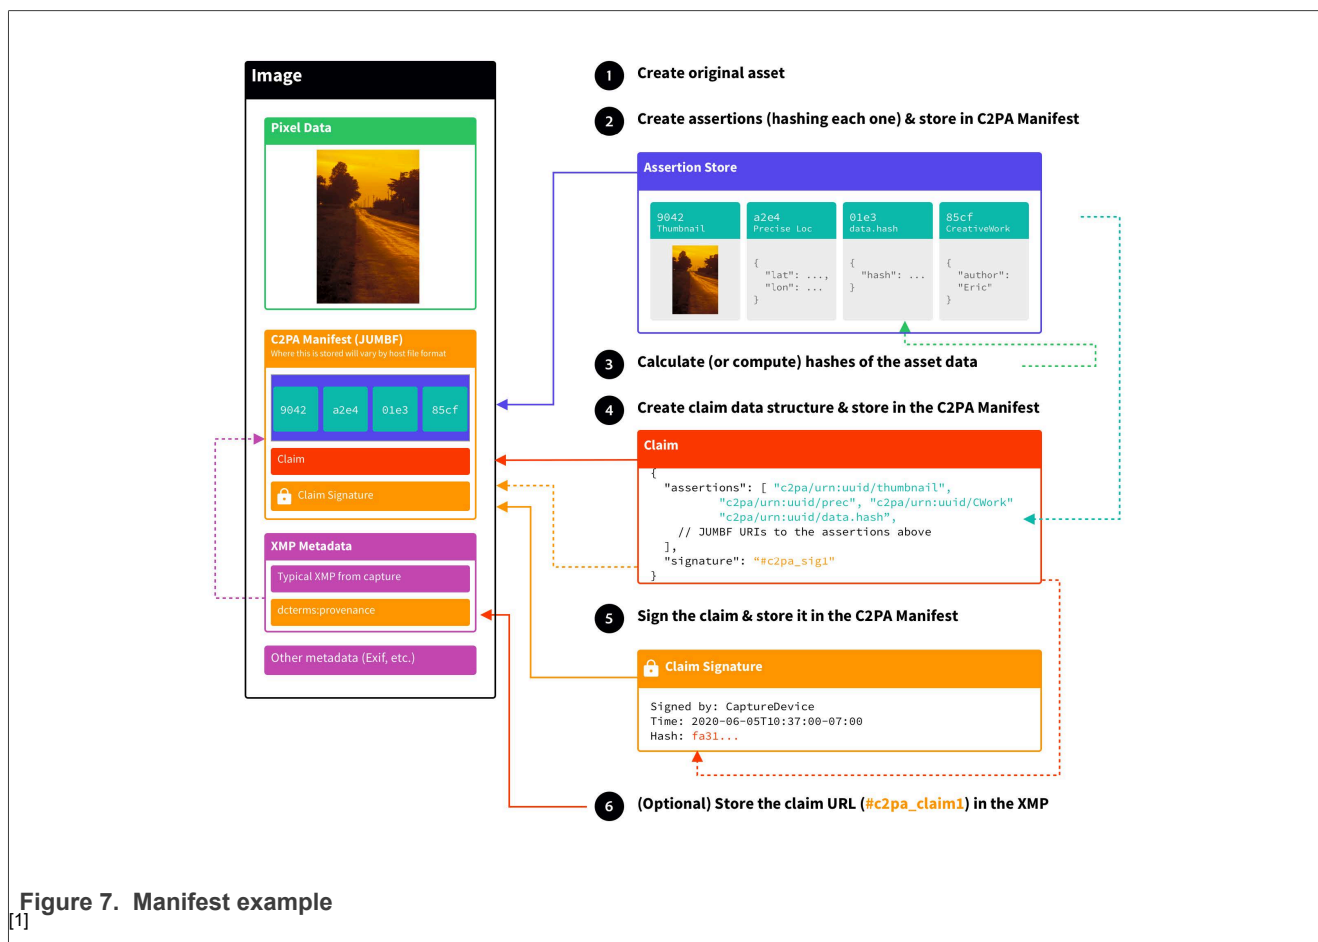 Image
Pixel Data
C2PA Manifest (JUMBF)
Where this is stored will vary by host file format
9042 a2e4 01e3 85cf
Claim
Claim Signature
XMP Metadata
Typical XMP from capture
dcterms:provenance
Other metadata (Exif, etc.)
1 Create original asset
2 Create assertions (hashing each one) & store in C2PA Manifest
Assertion Store
9042
Thumbnail
a2e4
Precise Loc
{
"lat": ...,
"lon": ...
}
01e3
data.hash
{
"hash": ...
}
85cf
CreativeWork
{
"author":
"Eric"
}
3 Calculate (or compute) hashes of the asset data
4 Create claim data structure & store in the C2PA Manifest
Claim
{
"assertions": [ "c2pa/urn:uuid/thumbnail",
"c2pa/urn:uuid/prec", "c2pa/urn:uuid/CWork"
"c2pa/urn:uuid/data.hash",
// JUMBF URIs to the assertions above
],
"signature": "#c2pa_sig1"
}
5 Sign the claim & store it in the C2PA Manifest
Claim Signature
Signed by: CaptureDevice
Time: 2020-06-05T10:37:00-07:00
Hash: fa31...
6 (Optional) Store the claim URL (#c2pa_claim1) in the XMP
Figure 7. Manifest example
[1]